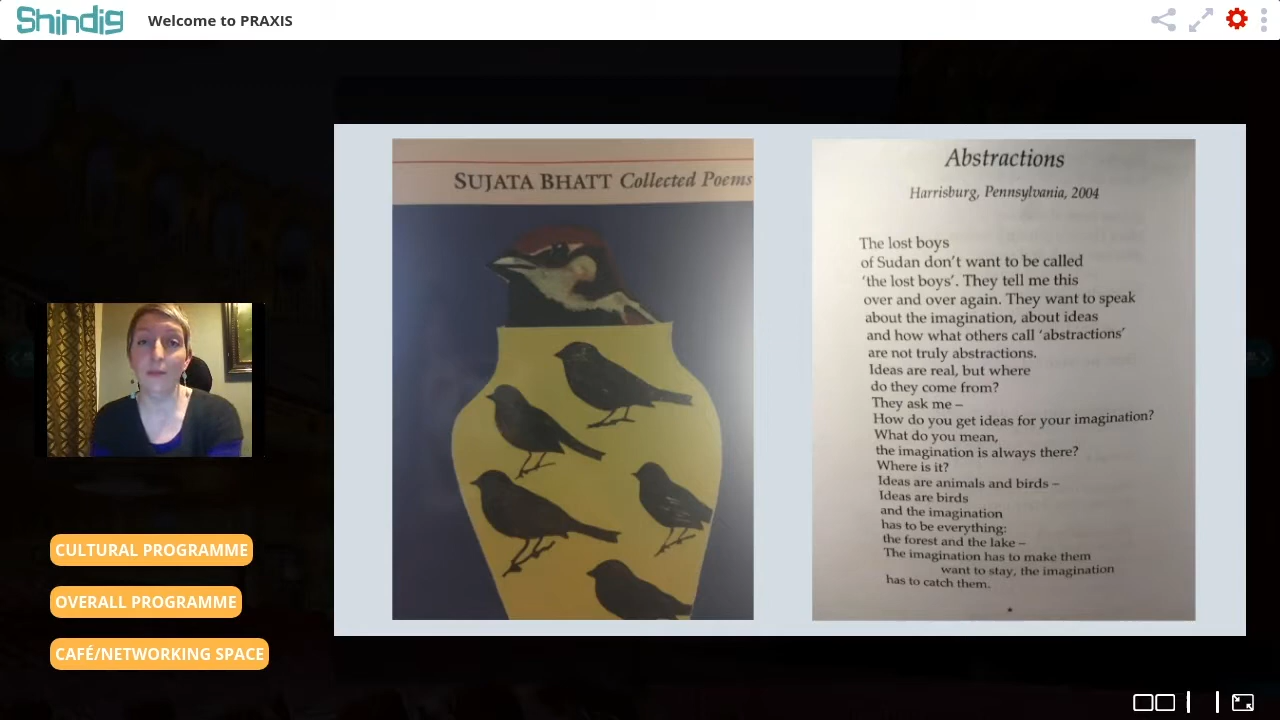 Shindig
Welcome to PRAXIS
SUJATA BHATT Collected Poems
Abstractions
Harrisburg, Pennsylvania, 2004
The lost boys
of Sudan don't want to be called
'the lost boys'. They tell me this
over and over again. They want to speak
about the imagination, about ideas
and how what others call 'abstractions'
are not truly abstractions.
Ideas are real, but where
do they come from?
They ask me –
How do you get ideas for your imagination?
What do you mean,
the imagination is always there?
Where is it?
Ideas are animals and birds –
Ideas are birds
and the imagination
has to be everything:
the forest and the lake –
The imagination has to make them
want to stay, the imagination
has to catch them.
CULTURAL PROGRAMME
OVERALL PROGRAMME
CAFÉ/NETWORKING SPACE